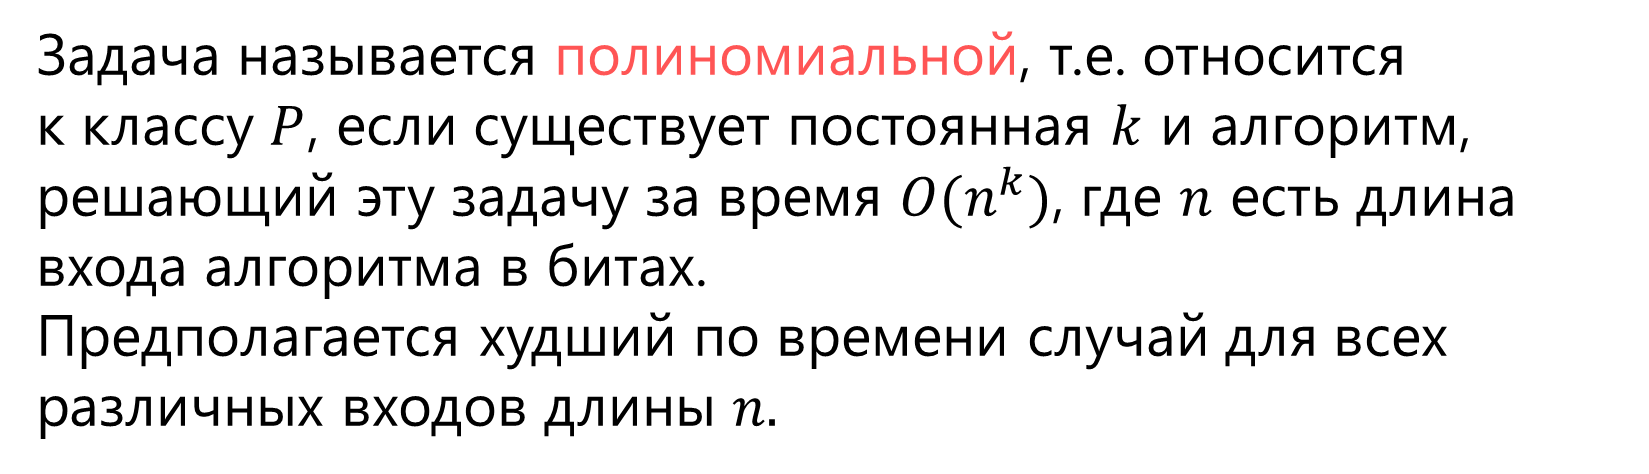 Задача называется полиномиальной, т.е. относится
к классу P, если существует постоянная k и алгоритм,
решающий эту задачу за время O(n^k), где n есть длина
входа алгоритма в битах.
Предполагается худший по времени случай для всех
различных входов длины n.